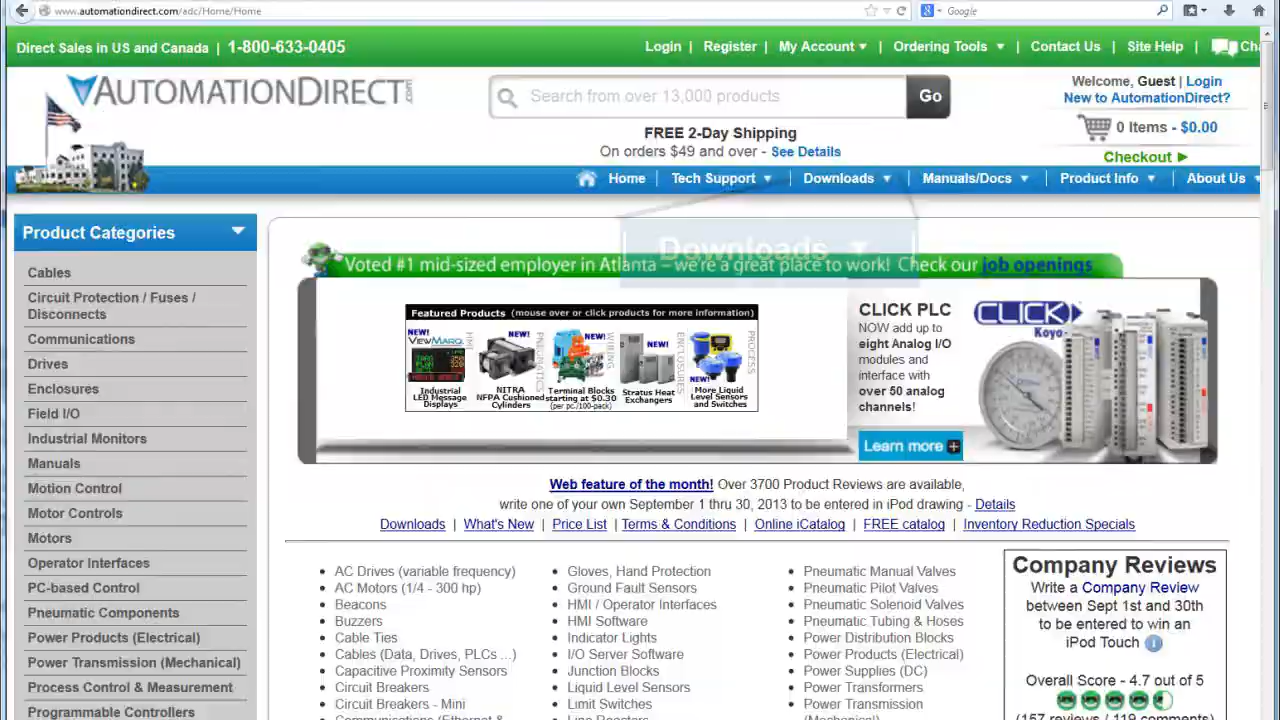 www.automationdirect.com/adc/Home/Home
Google
Direct Sales in US and Canada | 1-800-633-0405
Login | Register | My Account | Ordering Tools | Contact Us | Site Help |
AUTOMATIONDIRECT.com
Search from over 13,000 products
Go
Welcome, Guest | Login
New to AutomationDirect?
FREE 2-Day Shipping
On orders $49 and over - See Details
0 Items - $0.00
Checkout
Home | Tech Support | Downloads | Manuals/Docs | Product Info | About Us
Product Categories
Cables
Circuit Protection / Fuses /
Disconnects
Communications
Drives
Enclosures
Field I/O
Industrial Monitors
Manuals
Motion Control
Motor Controls
Motors
Operator Interfaces
PC-based Control
Pneumatic Components
Power Products (Electrical)
Power Transmission (Mechanical)
Process Control & Measurement
Programmable Controllers
Downloads
Voted #1 mid-sized employer in Atlanta – we're a great place to work! Check our job openings
Featured Products (mouse over or click products for more information)
NEW!
VIEWMARQ
HMI
Industrial
LED Message
Displays
NEW!
PNEUMATICS
NITRA
NFPA Cushioned
Cylinders
NEW!
WIRING
Terminal Blocks
starting at $0.30
(per pc./100-pack)
NEW!
ENCLOSURES
Stratus Heat
Exchangers
NEW!
PROCESS
More Liquid
Level Sensors
and Switches
CLICK PLC
NOW add up to
eight Analog I/O
modules and
interface with
over 50 analog
channels!
Learn more
CLICK
Koyo
Web feature of the month! Over 3700 Product Reviews are available,
write one of your own September 1 thru 30, 2013 to be entered in iPod drawing - Details
Downloads | What's New | Price List | Terms & Conditions | Online iCatalog | FREE catalog | Inventory Reduction Specials
AC Drives (variable frequency)
AC Motors (1/4 - 300 hp)
Beacons
Buzzers
Cable Ties
Cables (Data, Drives, PLCs ...)
Capacitive Proximity Sensors
Circuit Breakers
Circuit Breakers - Mini
Communications (Ethernet &
Gloves, Hand Protection
Ground Fault Sensors
HMI / Operator Interfaces
HMI Software
Indicator Lights
I/O Server Software
Junction Blocks
Liquid Level Sensors
Limit Switches
Pneumatic Manual Valves
Pneumatic Pilot Valves
Pneumatic Solenoid Valves
Pneumatic Tubing & Hoses
Power Distribution Blocks
Power Products (Electrical)
Power Supplies (DC)
Power Transformers
Power Transmission
(Mechanical)
Company Reviews
Write a Company Review
between Sept 1st and 30th
to be entered to win an
iPod Touch
Overall Score - 4.7 out of 5